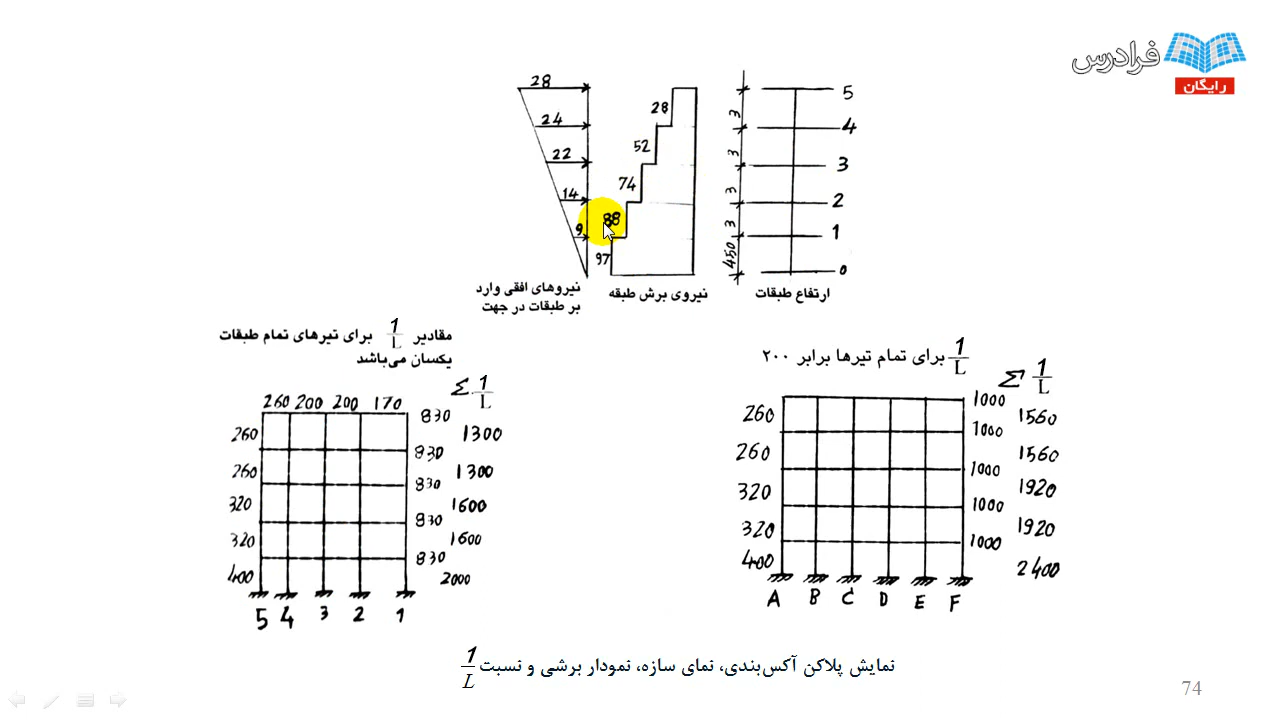 فرادرس
رایگان
28
24
22
14
9
28
52
74
88
97
3
3
3
3
450
5
4
3
2
1
0
نیروهای افقی وارد
بر طبقات در جهت
نیروی برش طبقه
ارتفاع طبقات
مقادیر 1/L برای تیرهای تمام طبقات
یکسان می‌باشد
Σ 1/L
260 200 200 170
830
260 1300
830
260 1300
830
320 1600
830
320 1600
830
400 2000
5 4 3 2 1
1/L برای تمام تیرها برابر ۲۰۰
Σ 1/L
1000
260 1560
1000
260 1560
1000
320 1920
1000
320 1920
1000
400 2400
A B C D E F
نمایش پلاکن آکس‌بندی، نمای سازه، نمودار برشی و نسبت 1/L
74